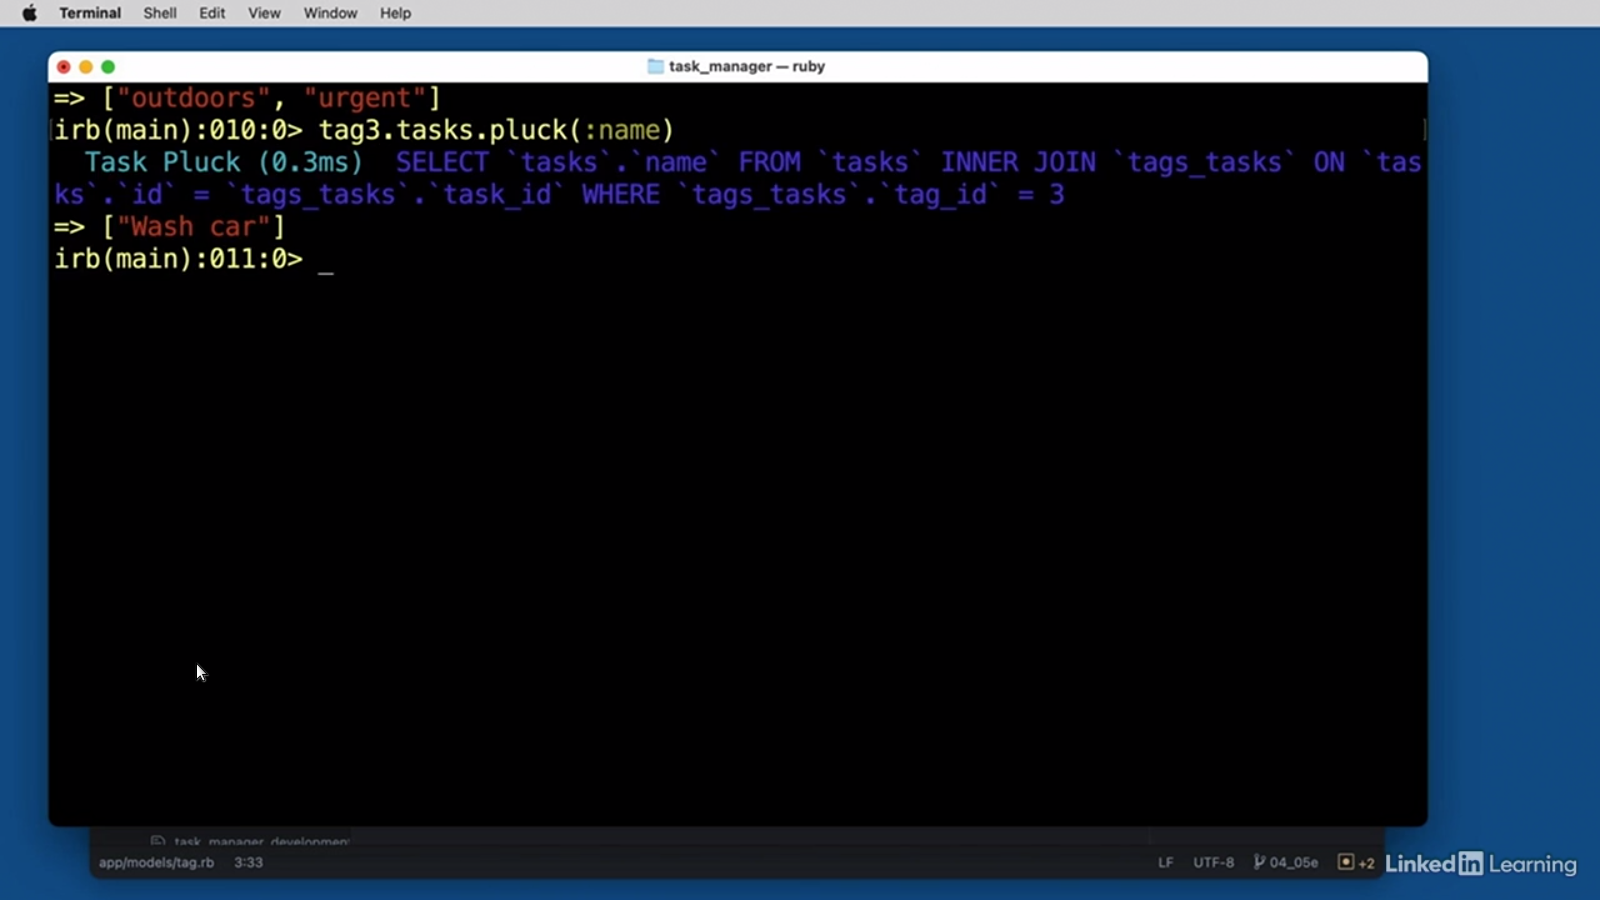 Terminal Shell Edit View Window Help
task_manager — ruby
=> ["outdoors", "urgent"]
irb(main):010:0> tag3.tasks.pluck(:name)
Task Pluck (0.3ms) SELECT `tasks`.`name` FROM `tasks` INNER JOIN `tags_tasks` ON `tas
ks`.`id` = `tags_tasks`.`task_id` WHERE `tags_tasks`.`tag_id` = 3
=> ["Wash car"]
irb(main):011:0> _
task_manager_development
app/models/tag.rb 3:33 LF UTF-8 04_05e +2
LinkedIn Learning